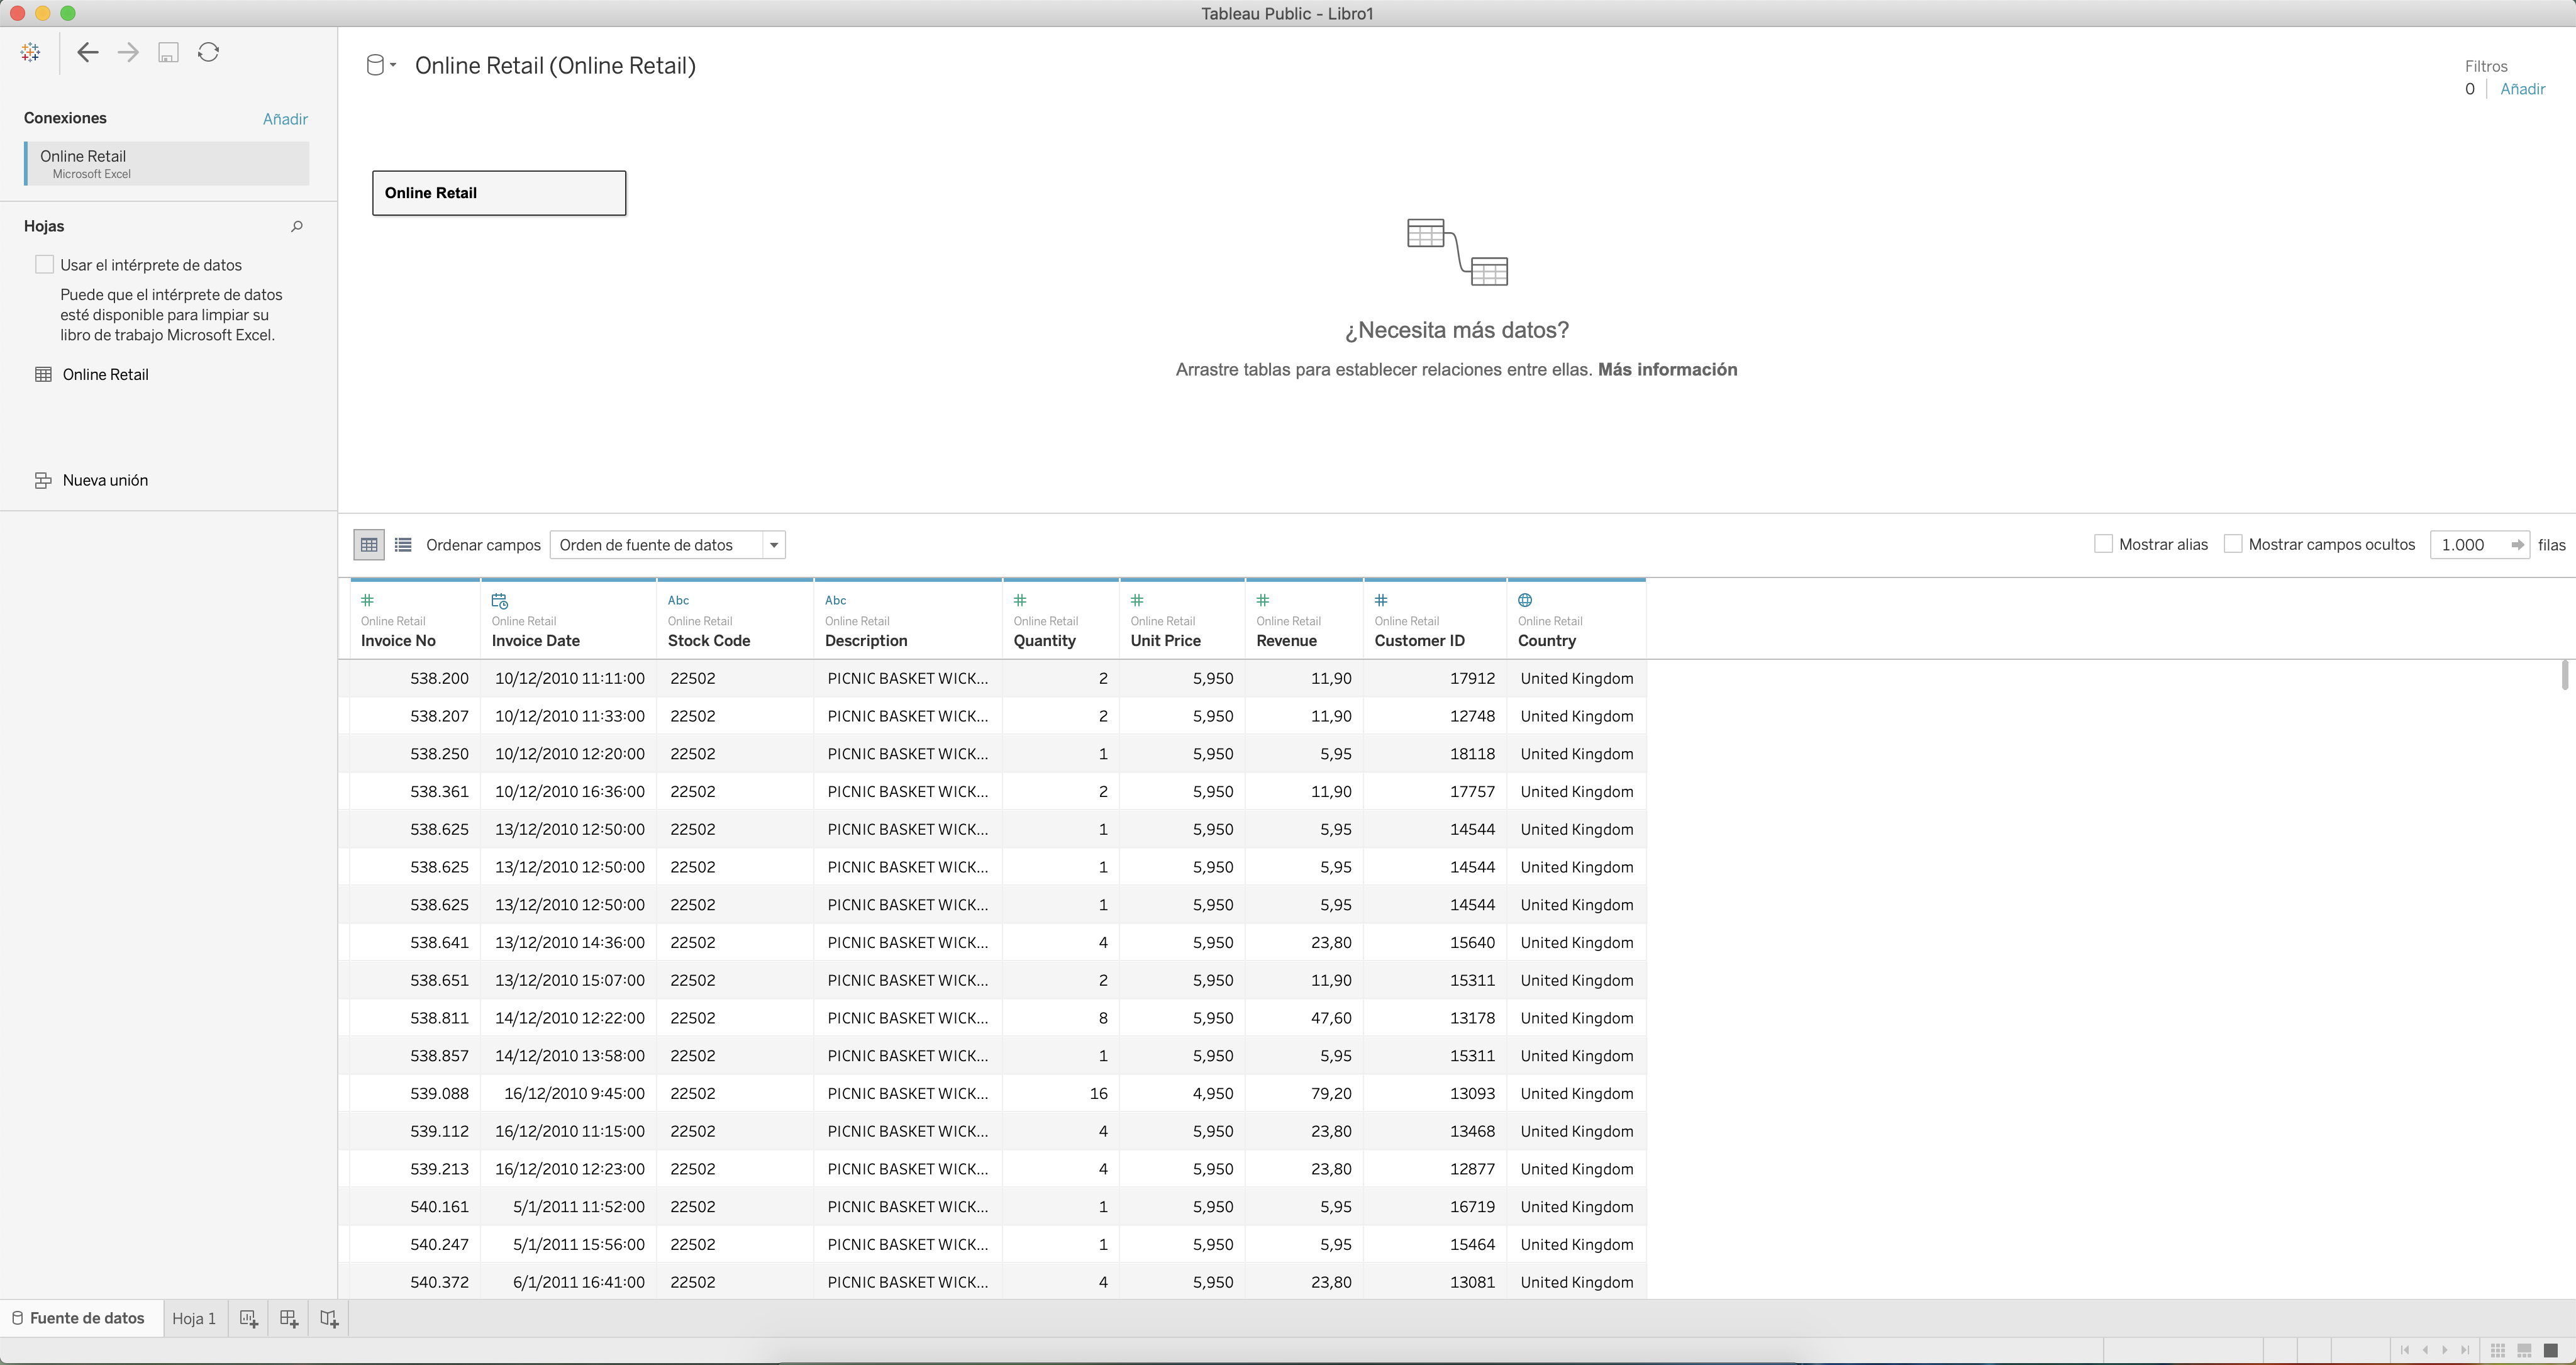 Tableau Public - Libro1
Online Retail (Online Retail)
Filtros
0 Añadir
Conexiones Añadir
Online Retail
Microsoft Excel
Online Retail
Hojas
Usar el intérprete de datos
Puede que el intérprete de datos
esté disponible para limpiar su
libro de trabajo Microsoft Excel.
Online Retail
Nueva unión
¿Necesita más datos?
Arrastre tablas para establecer relaciones entre ellas. Más información
Ordenar campos Orden de fuente de datos Mostrar alias Mostrar campos ocultos 1.000 filas
# Abc Abc # # # #
Online Retail Online Retail Online Retail Online Retail Online Retail Online Retail Online Retail Online Retail Online Retail
Invoice No Invoice Date Stock Code Description Quantity Unit Price Revenue Customer ID Country
538.200 10/12/2010 11:11:00 22502 PICNIC BASKET WICK... 2 5,950 11,90 17912 United Kingdom
538.207 10/12/2010 11:33:00 22502 PICNIC BASKET WICK... 2 5,950 11,90 12748 United Kingdom
538.250 10/12/2010 12:20:00 22502 PICNIC BASKET WICK... 1 5,950 5,95 18118 United Kingdom
538.361 10/12/2010 16:36:00 22502 PICNIC BASKET WICK... 2 5,950 11,90 17757 United Kingdom
538.625 13/12/2010 12:50:00 22502 PICNIC BASKET WICK... 1 5,950 5,95 14544 United Kingdom
538.625 13/12/2010 12:50:00 22502 PICNIC BASKET WICK... 1 5,950 5,95 14544 United Kingdom
538.625 13/12/2010 12:50:00 22502 PICNIC BASKET WICK... 1 5,950 5,95 14544 United Kingdom
538.641 13/12/2010 14:36:00 22502 PICNIC BASKET WICK... 4 5,950 23,80 15640 United Kingdom
538.651 13/12/2010 15:07:00 22502 PICNIC BASKET WICK... 2 5,950 11,90 15311 United Kingdom
538.811 14/12/2010 12:22:00 22502 PICNIC BASKET WICK... 8 5,950 47,60 13178 United Kingdom
538.857 14/12/2010 13:58:00 22502 PICNIC BASKET WICK... 1 5,950 5,95 15311 United Kingdom
539.088 16/12/2010 9:45:00 22502 PICNIC BASKET WICK... 16 4,950 79,20 13093 United Kingdom
539.112 16/12/2010 11:15:00 22502 PICNIC BASKET WICK... 4 5,950 23,80 13468 United Kingdom
539.213 16/12/2010 12:23:00 22502 PICNIC BASKET WICK... 4 5,950 23,80 12877 United Kingdom
540.161 5/1/2011 11:52:00 22502 PICNIC BASKET WICK... 1 5,950 5,95 16719 United Kingdom
540.247 5/1/2011 15:56:00 22502 PICNIC BASKET WICK... 1 5,950 5,95 15464 United Kingdom
540.372 6/1/2011 16:41:00 22502 PICNIC BASKET WICK... 4 5,950 23,80 13081 United Kingdom
Fuente de datos Hoja 1